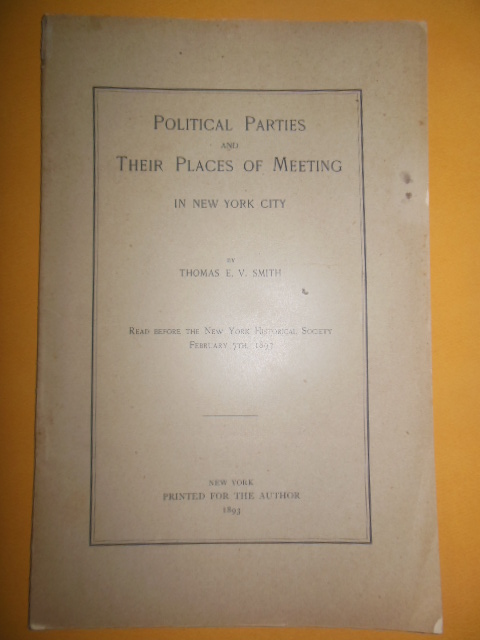 POLITICAL PARTIES
AND
THEIR PLACES OF MEETING
IN NEW YORK CITY
BY
THOMAS E. V. SMITH
READ BEFORE THE NEW YORK HISTORICAL SOCIETY
FEBRUARY 7TH, 1893
NEW YORK
PRINTED FOR THE AUTHOR
1893